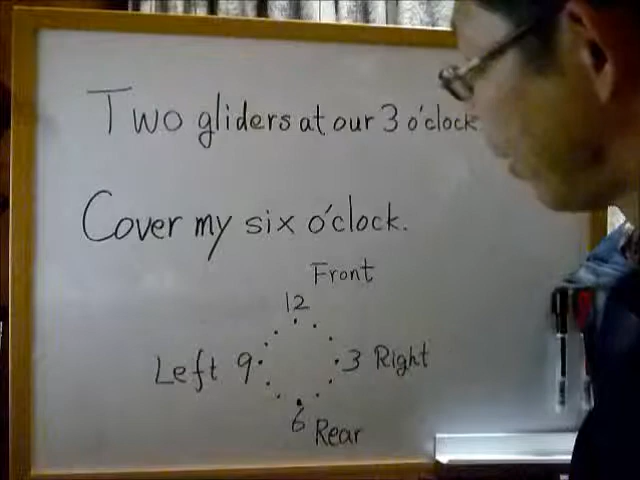 Two gliders at our 3 o'clock
Cover my six o'clock.
Front
12
Left 9 3 Right
6
Rear